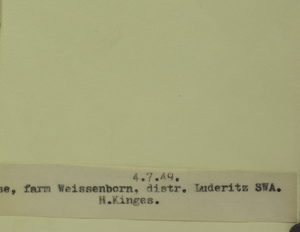 4.7.49.
se, farm Weissenborn, distr. Luderitz SWA.
H.Kinges.